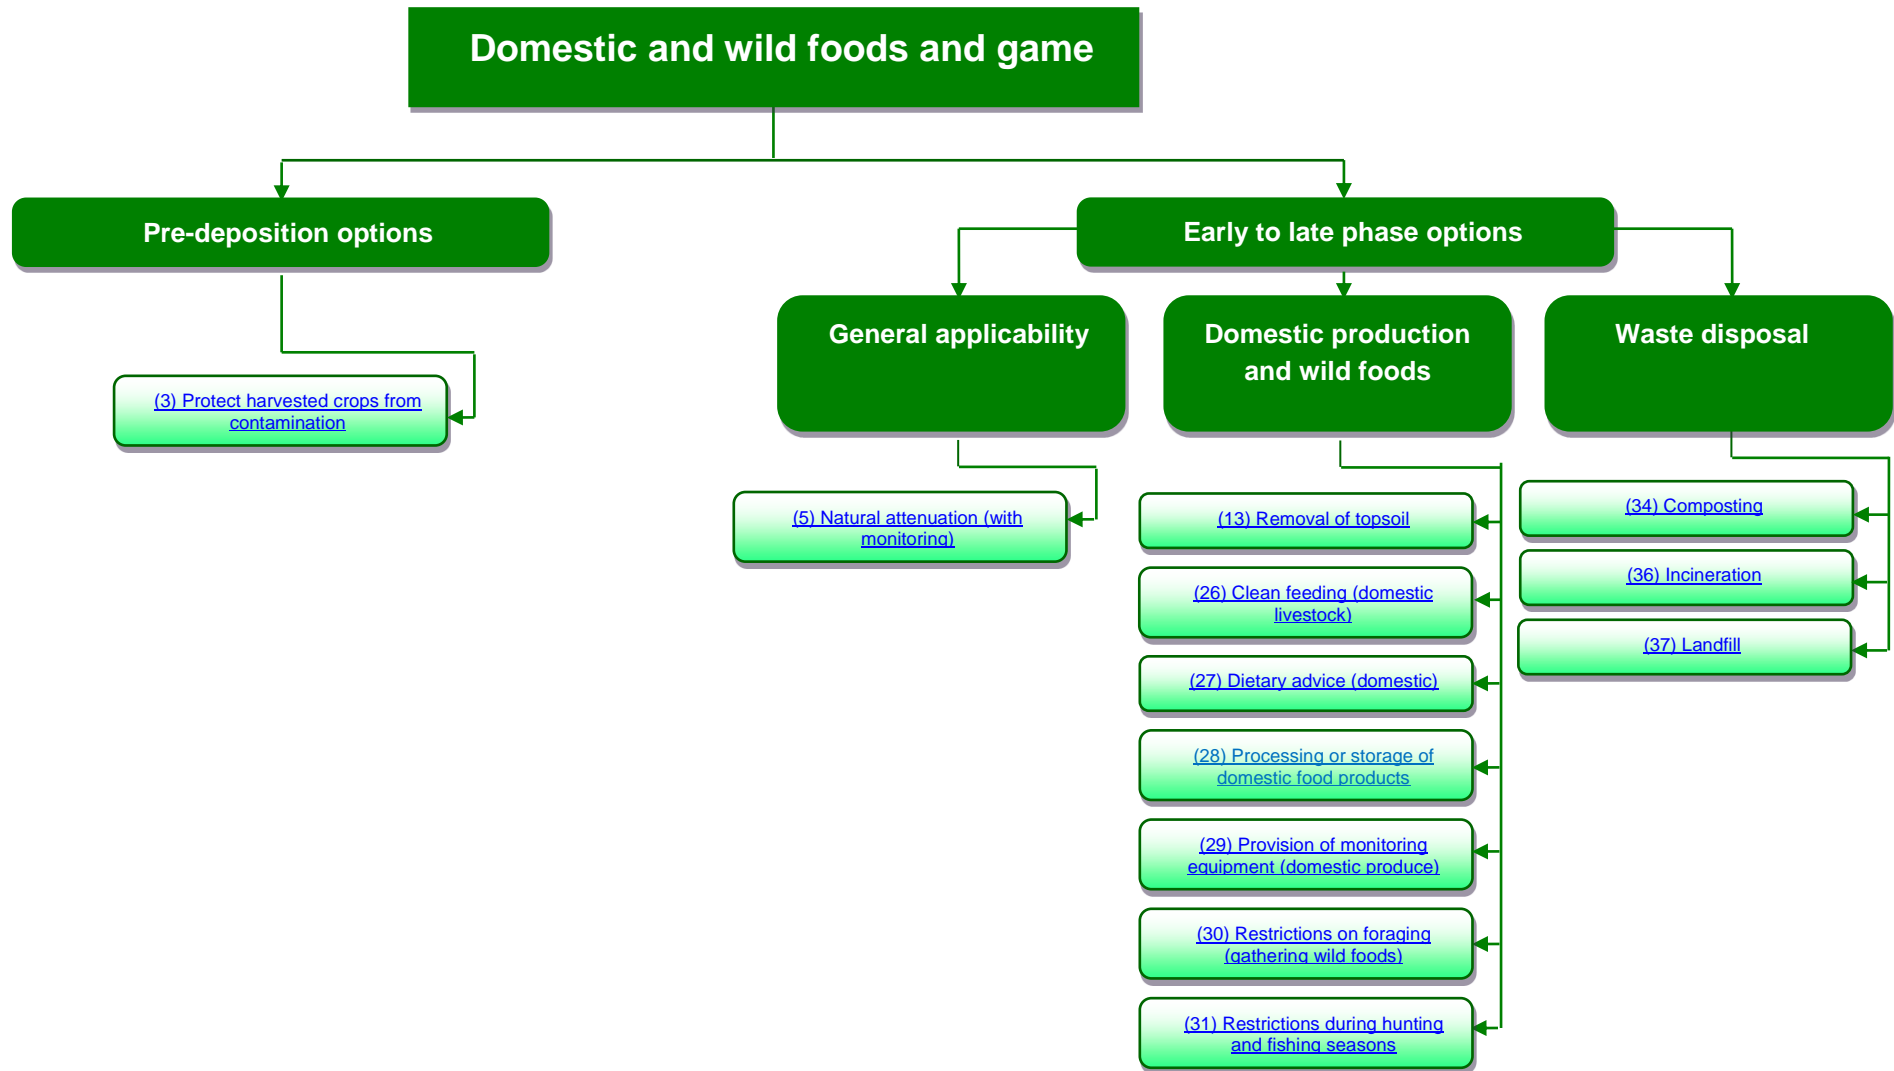 Domestic and wild foods and game
Pre-deposition options
Early to late phase options
General applicability
Domestic production
and wild foods
Waste disposal
(3) Protect harvested crops from
contamination
(5) Natural attenuation (with
monitoring)
(13) Removal of topsoil
(26) Clean feeding (domestic
livestock)
(27) Dietary advice (domestic)
(28) Processing or storage of
domestic food products
(29) Provision of monitoring
equipment (domestic produce)
(30) Restrictions on foraging
(gathering wild foods)
(31) Restrictions during hunting
and fishing seasons
(34) Composting
(36) Incineration
(37) Landfill